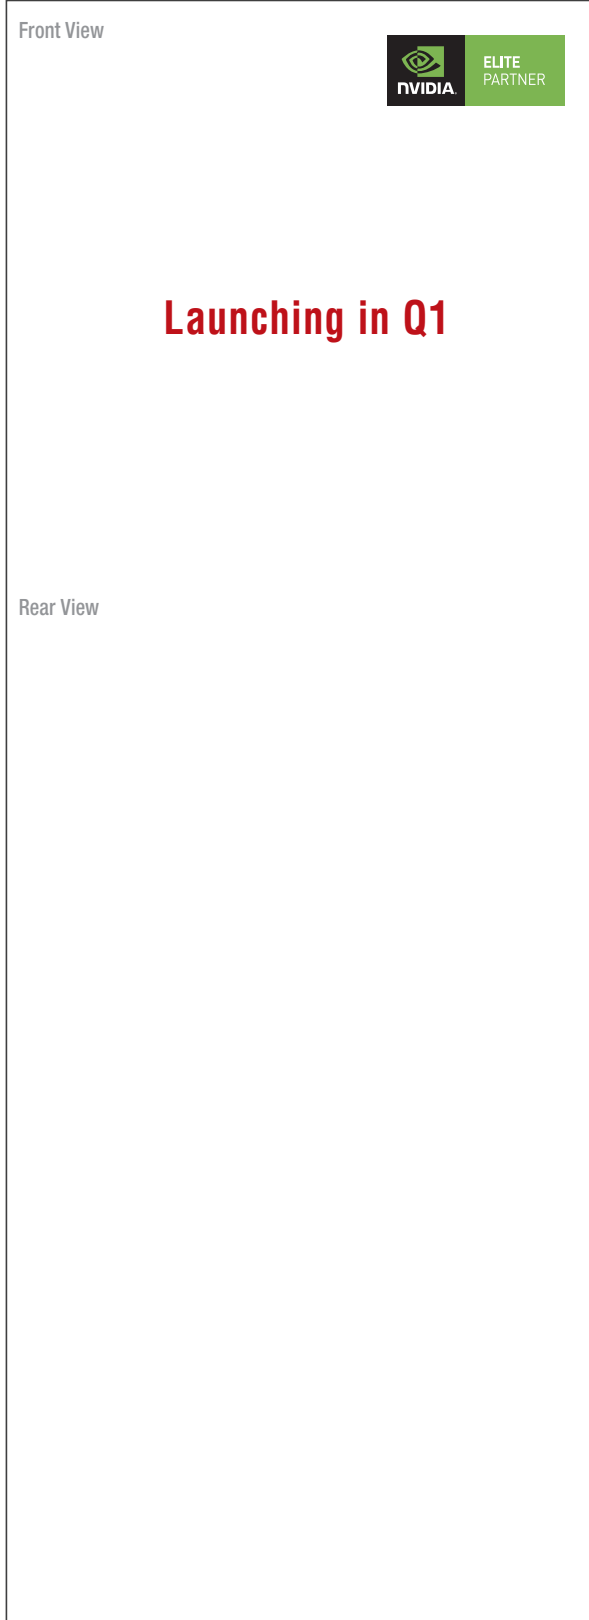 Front View
NVIDIA.
ELITE
PARTNER
Launching in Q1
Rear View